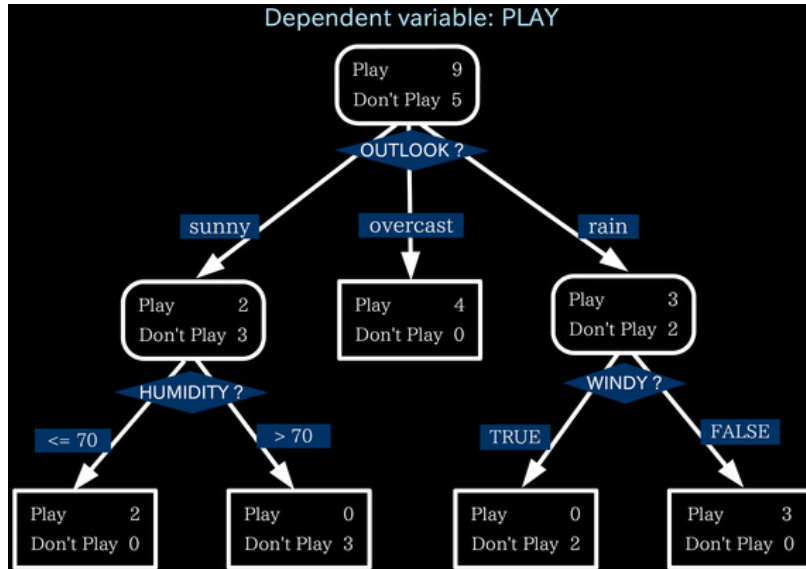 Dependent variable: PLAY
Play 9
Don't Play 5
OUTLOOK ?
sunny
overcast
rain
Play 2
Don't Play 3
Play 4
Don't Play 0
Play 3
Don't Play 2
HUMIDITY ?
WINDY ?
<= 70
> 70
TRUE
FALSE
Play 2
Don't Play 0
Play 0
Don't Play 3
Play 0
Don't Play 2
Play 3
Don't Play 0